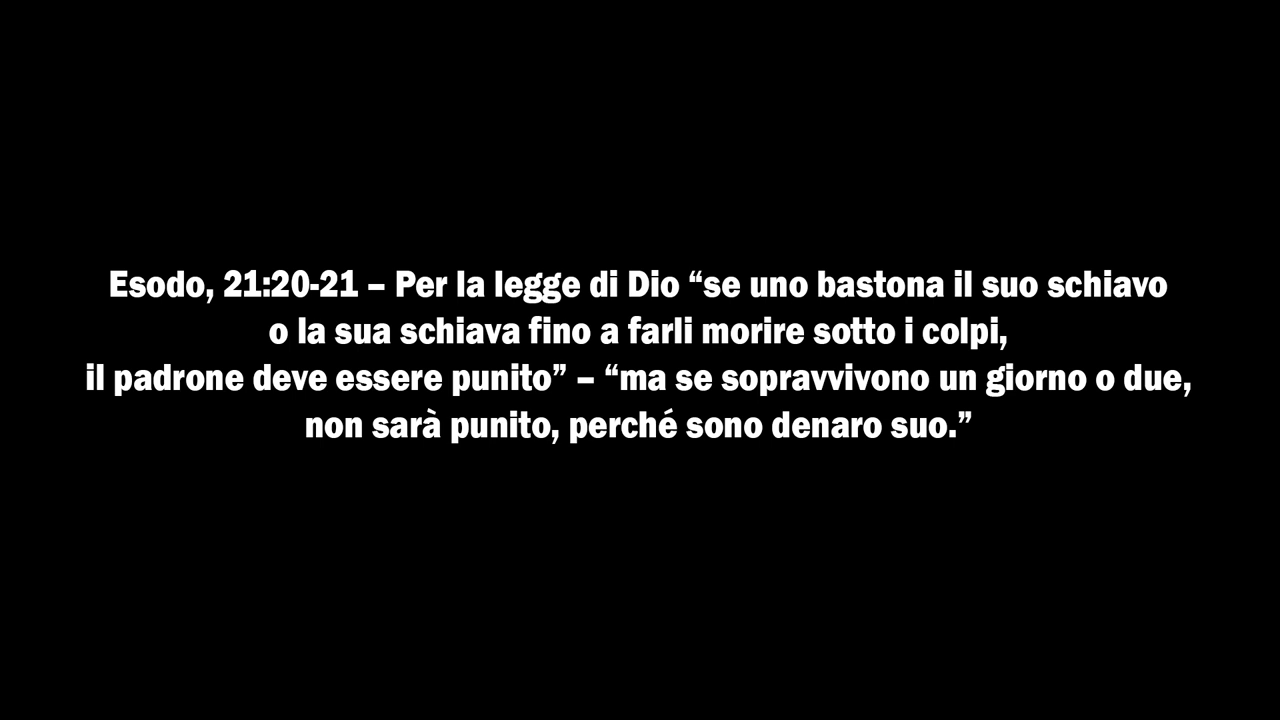 Esodo, 21:20-21 – Per la legge di Dio “se uno bastona il suo schiavo
o la sua schiava fino a farli morire sotto i colpi,
il padrone deve essere punito” – “ma se sopravvivono un giorno o due,
non sarà punito, perché sono denaro suo.”